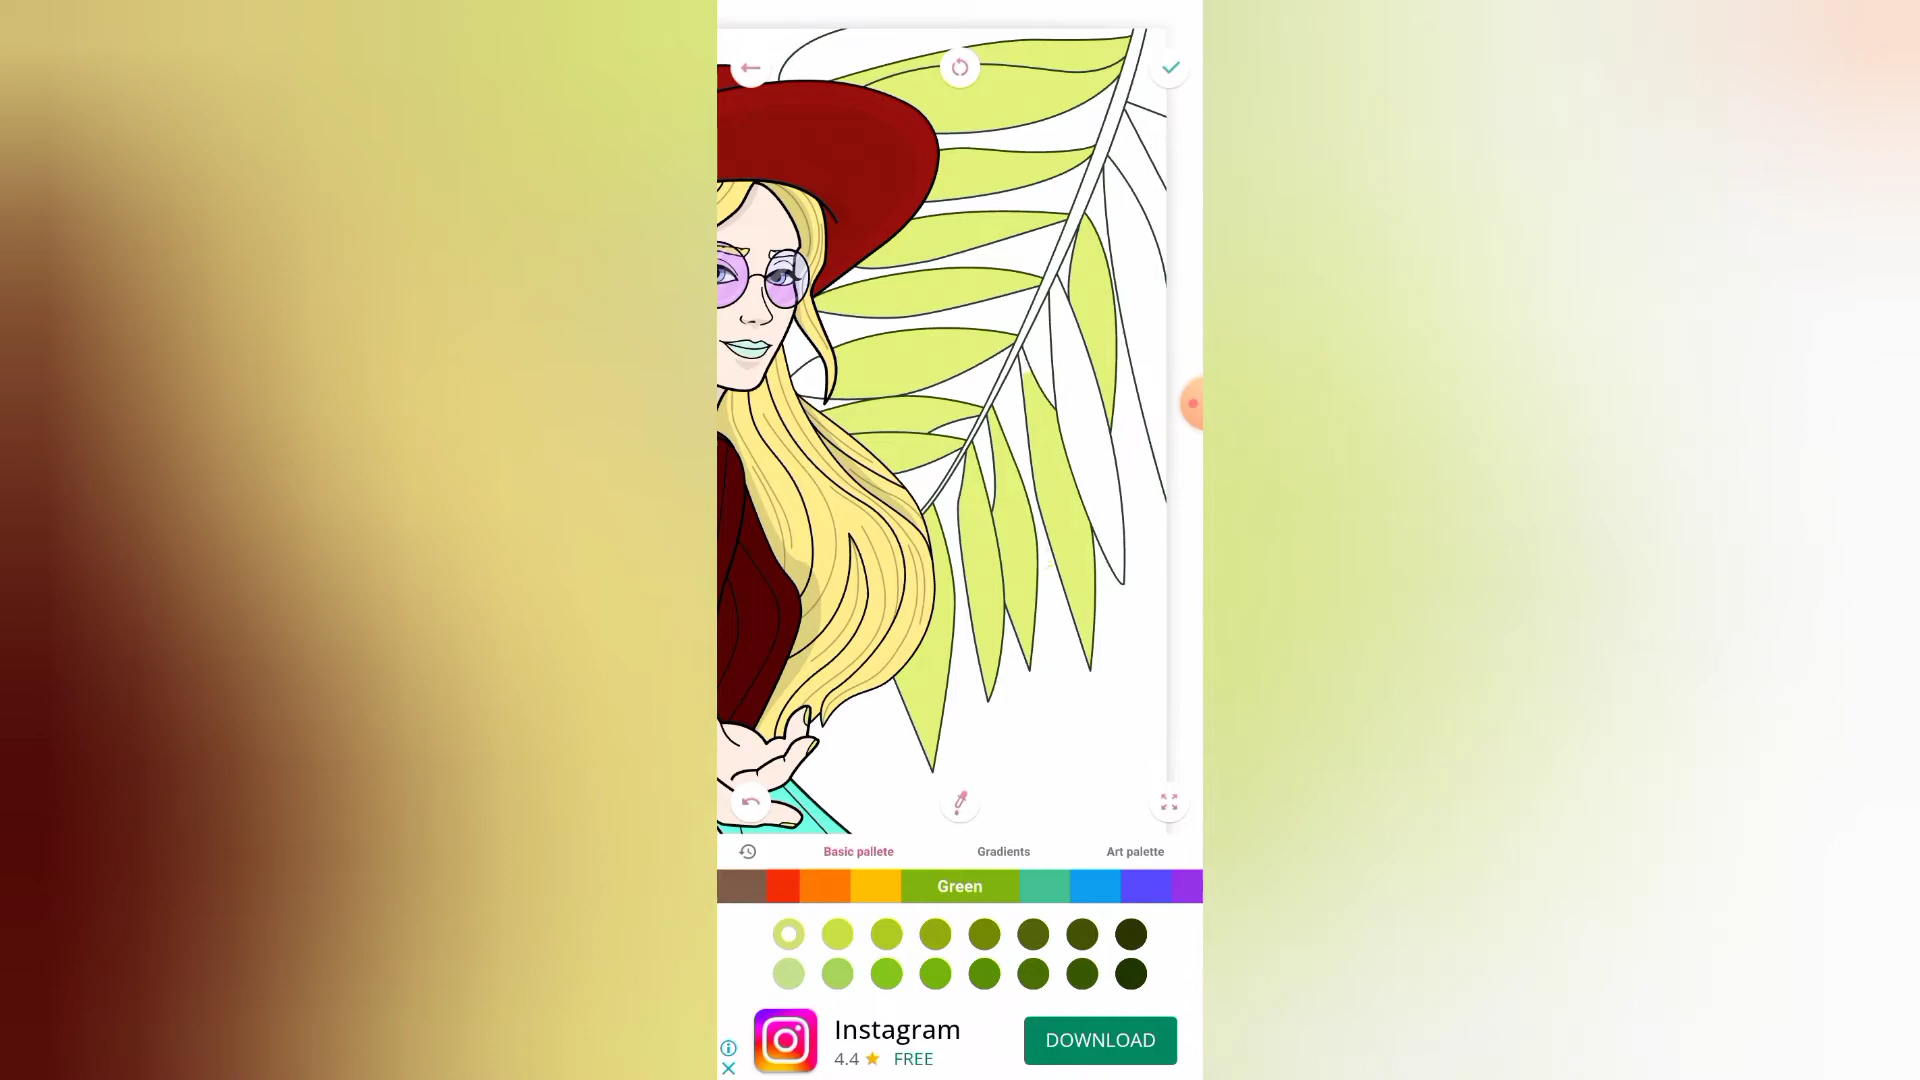 Basic pallete
Gradients
Art palette
Green
Instagram
4.4 ★ FREE
DOWNLOAD